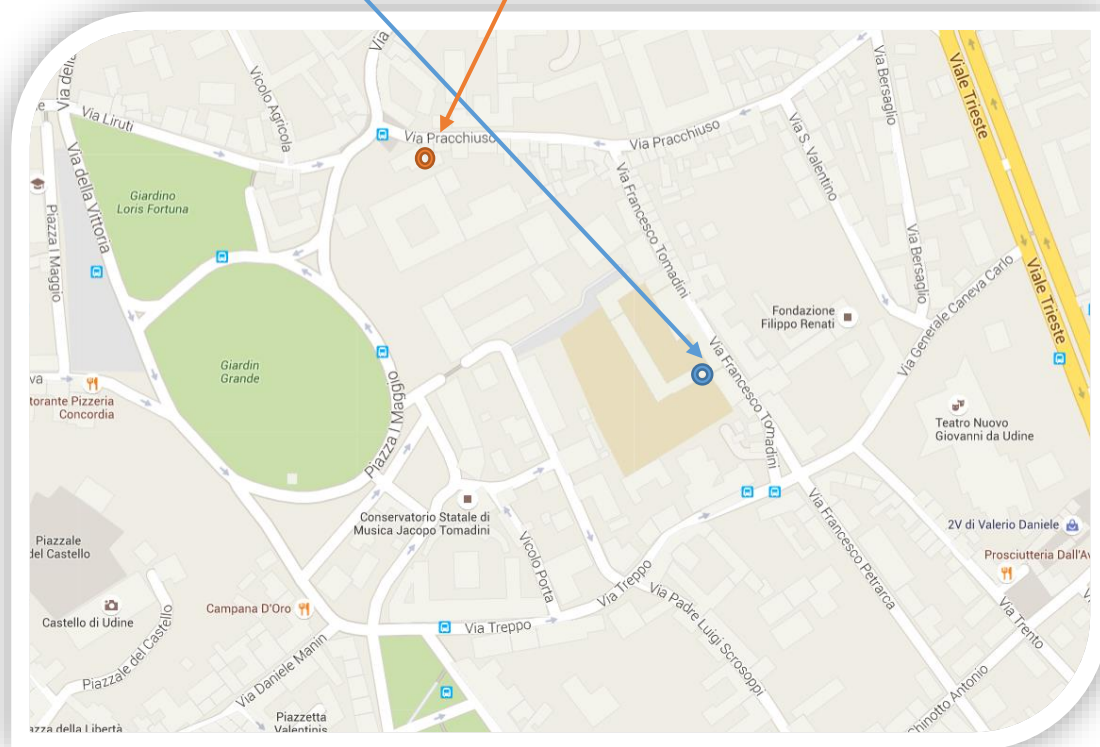 Via
Via della
Vicolo Agricola
Via Liruti
Via Pracchiuso
Via Pracchiuso
Via Bersaglio
Viale Trieste
Via S. Valentino
Giardino
Loris Fortuna
Via della Vittoria
Piazza I Maggio
Via Francesco Tomadini
Via Bersaglio
Viale Trieste
Via Generale Caneva Carlo
Fondazione
Filippo Renati
Giardin
Grande
Piazza I Maggio
Via Francesco Tomadini
va
torante Pizzeria
Concordia
Teatro Nuovo
Giovanni da Udine
Conservatorio Statale di
Musica Jacopo Tomadini
Via Francesco Petrarca
2V di Valerio Daniele
Prosciutteria Dall'Av
Piazzale
del Castello
Vicolo Porta
Via Treppo
Via Padre Luigi Scrosoppi
Castello di Udine
Campana D'Oro
Via Treppo
Via Trento
Piazzale del Castello
Via Daniele Manin
Piazzetta
Valentinis
azza della Libertà
Chinotto Antonio